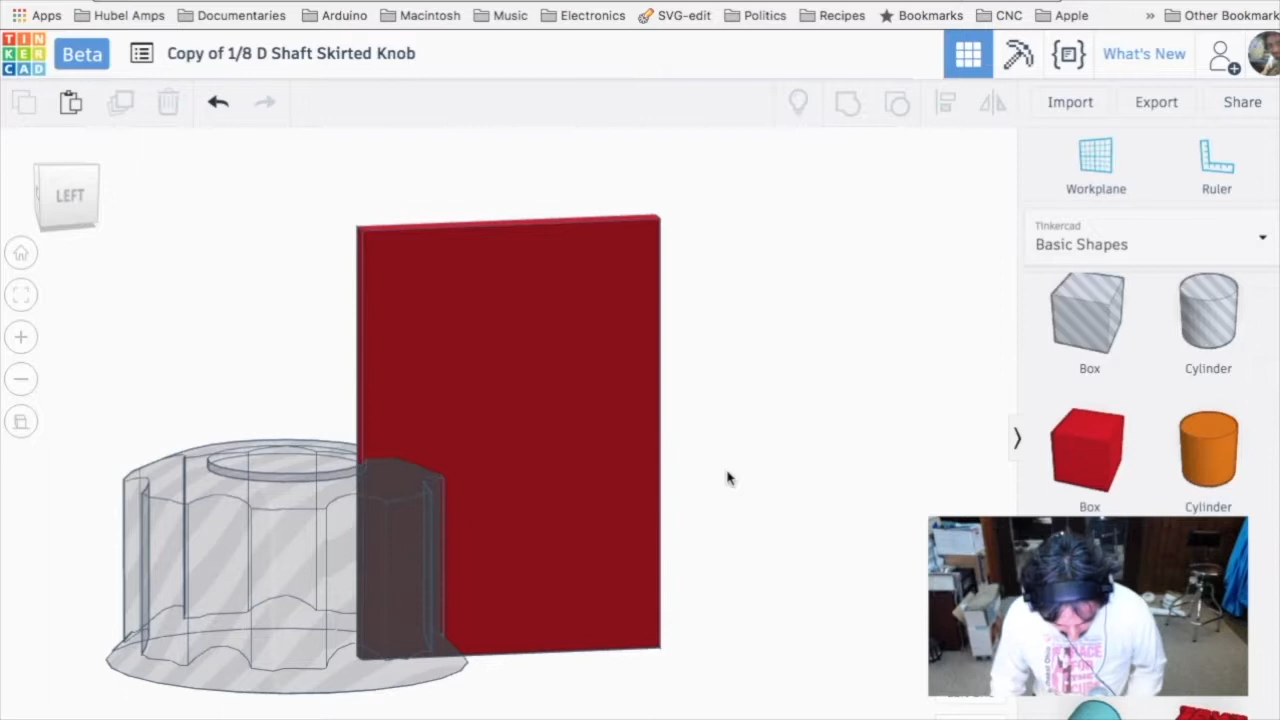 Apps Hubel Amps Documentaries Arduino Macintosh Music Electronics SVG-edit Politics Recipes Bookmarks CNC Apple » Other Bookmark
TIN
KER
CAD
Beta
Copy of 1/8 D Shaft Skirted Knob
What's New
Import Export Share
LEFT
Workplane Ruler
Tinkercad
Basic Shapes
Box Cylinder
Box Cylinder